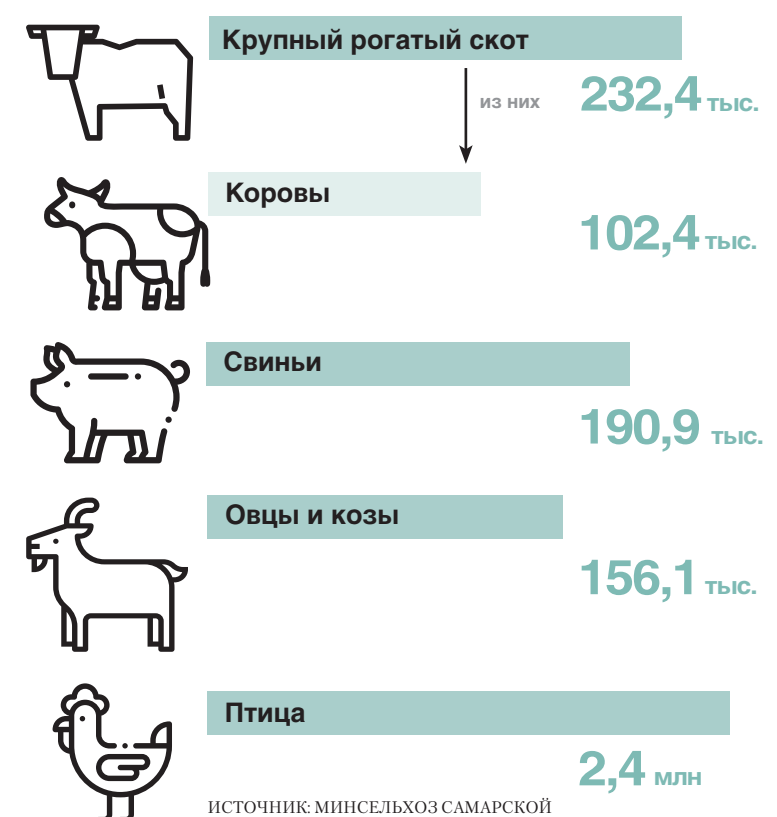 Крупный рогатый скот
из них
232,4 тыс.
Коровы
102,4 тыс.
Свиньи
190,9 тыс.
Овцы и козы
156,1 тыс.
Птица
2,4 млн
ИСТОЧНИК: МИНСЕЛЬХОЗ САМАРСКОЙ